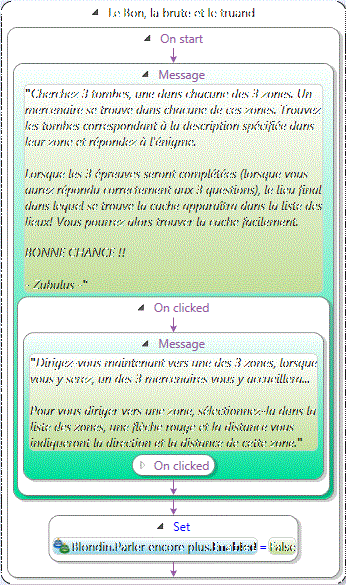 Le Bon, la brute et le truand
On start
Message
"Cherchez 3 tombes, une dans chacune des 3 zones. Un
mercenaire se trouve dans chacune de ces zones. Trouvez
les tombes correspondant à la description spécifiée dans
leur zone et répondez à l'énigme.
Lorsque les 3 épreuves seront complétées (lorsque vous
aurez répondu correctement aux 3 questions), le lieu final
dans lequel se trouve la cache apparaîtra dans la liste des
lieux! Vous pourrez alors trouver la cache facilement.
BONNE CHANCE !!
- Zubulus -"
On clicked
Message
"Dirigez-vous maintenant vers une des 3 zones, lorsque
vous y serez, un des 3 mercenaires vous y accueillera...
Pour vous diriger vers une zone, sélectionnez-la dans la
liste des zones, une flèche rouge et la distance vous
indiqueront la direction et la distance de cette zone."
On clicked
Set
Blondin.Parler encore plus.Enabled = False